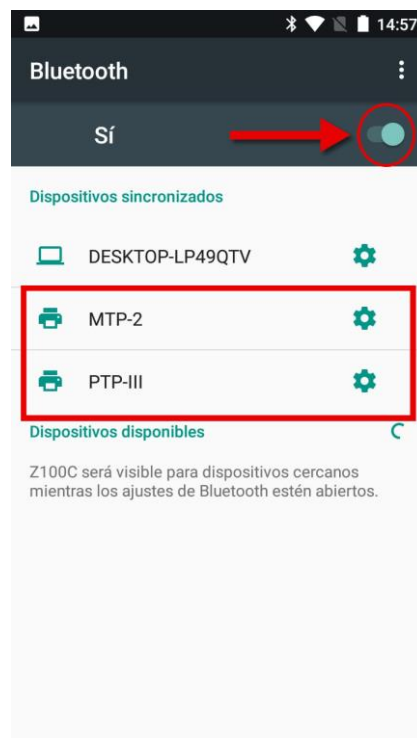 14:57
Bluetooth
Sí
Dispositivos sincronizados
DESKTOP-LP49QTV
MTP-2
PTP-III
Dispositivos disponibles
Z100C será visible para dispositivos cercanos
mientras los ajustes de Bluetooth estén abiertos.